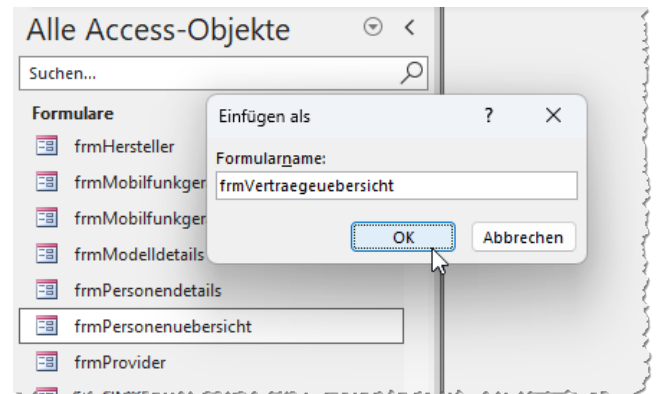 Alle Access-Objekte
Suchen...
Formulare
frmHersteller
frmMobilfunkger
frmMobilfunkger
frmModelldetails
frmPersonendetails
frmPersonenuebersicht
frmProvider
Einfügen als
?
Formularname:
frmVertraegeuebersicht
OK
Abbrechen